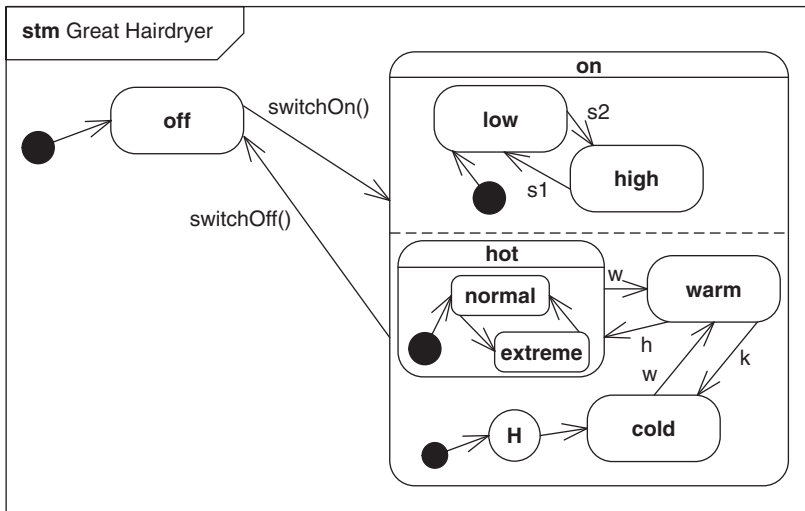 stm Great Hairdryer
on
off
switchOn()
low
s2
high
s1
switchOff()
hot
normal
w
warm
extreme
h
w
k
H
cold